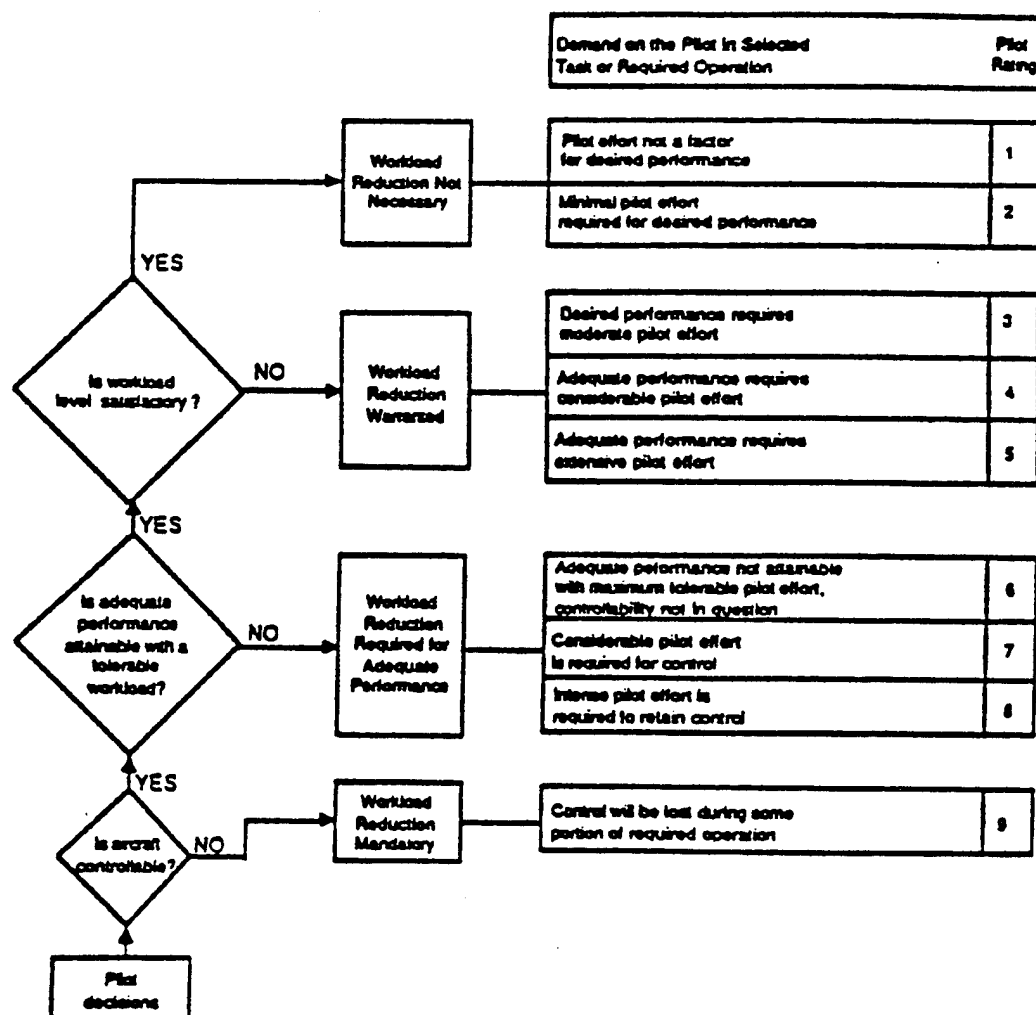 Demand on the Pilot in Selected
Task or Required Operation
Pilot
Rating
Workload
Reduction Not
Necessary
Pilot effort not a factor
for desired performance
1
Minimal pilot effort
required for desired performance
2
YES
Is workload
level satisfactory ?
NO
Workload
Reduction
Warranted
Desired performance requires
moderate pilot effort
3
Adequate performance requires
considerable pilot effort
4
Adequate performance requires
extensive pilot effort
5
YES
Is adequate
performance
attainable with a
tolerable
workload?
NO
Workload
Reduction
Required for
Adequate
Performance
Adequate peformance not attainable
with maximum tolerable pilot effort,
controllability not in question
6
Considerable pilot effort
is required for control
7
Intense pilot effort is
required to retain control
8
YES
Is aircraft
controllable?
NO
Workload
Reduction
Mandatory
Control will be lost during some
portion of required operation
9
Pilot
decisions